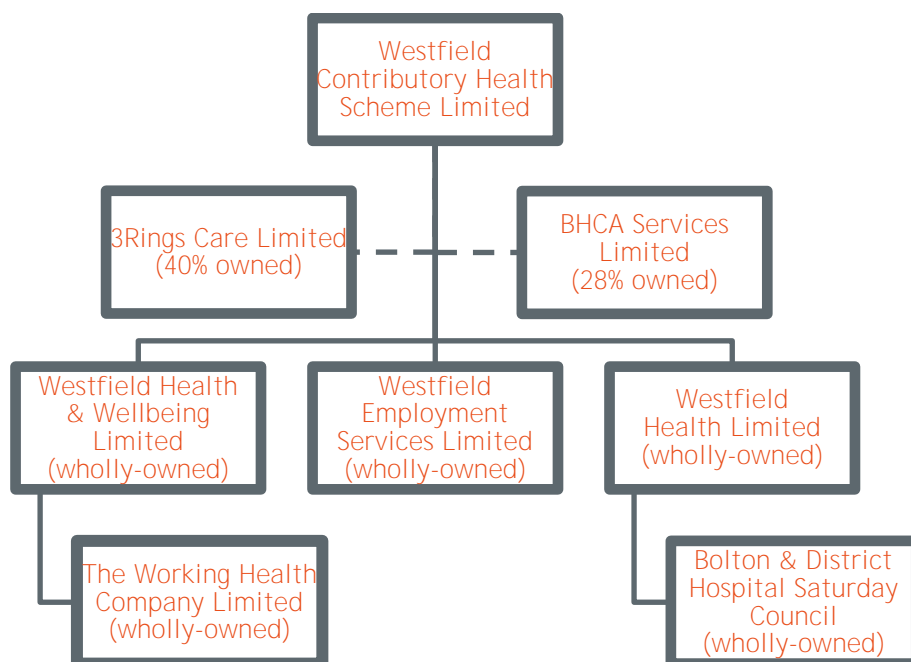 Westfield
Contributory Health
Scheme Limited
3Rings Care Limited
(40% owned)
BHCA Services
Limited
(28% owned)
Westfield Health
& Wellbeing
Limited
(wholly-owned)
Westfield
Employment
Services Limited
(wholly-owned)
Westfield
Health Limited
(wholly-owned)
The Working Health
Company Limited
(wholly-owned)
Bolton & District
Hospital Saturday
Council
(wholly-owned)